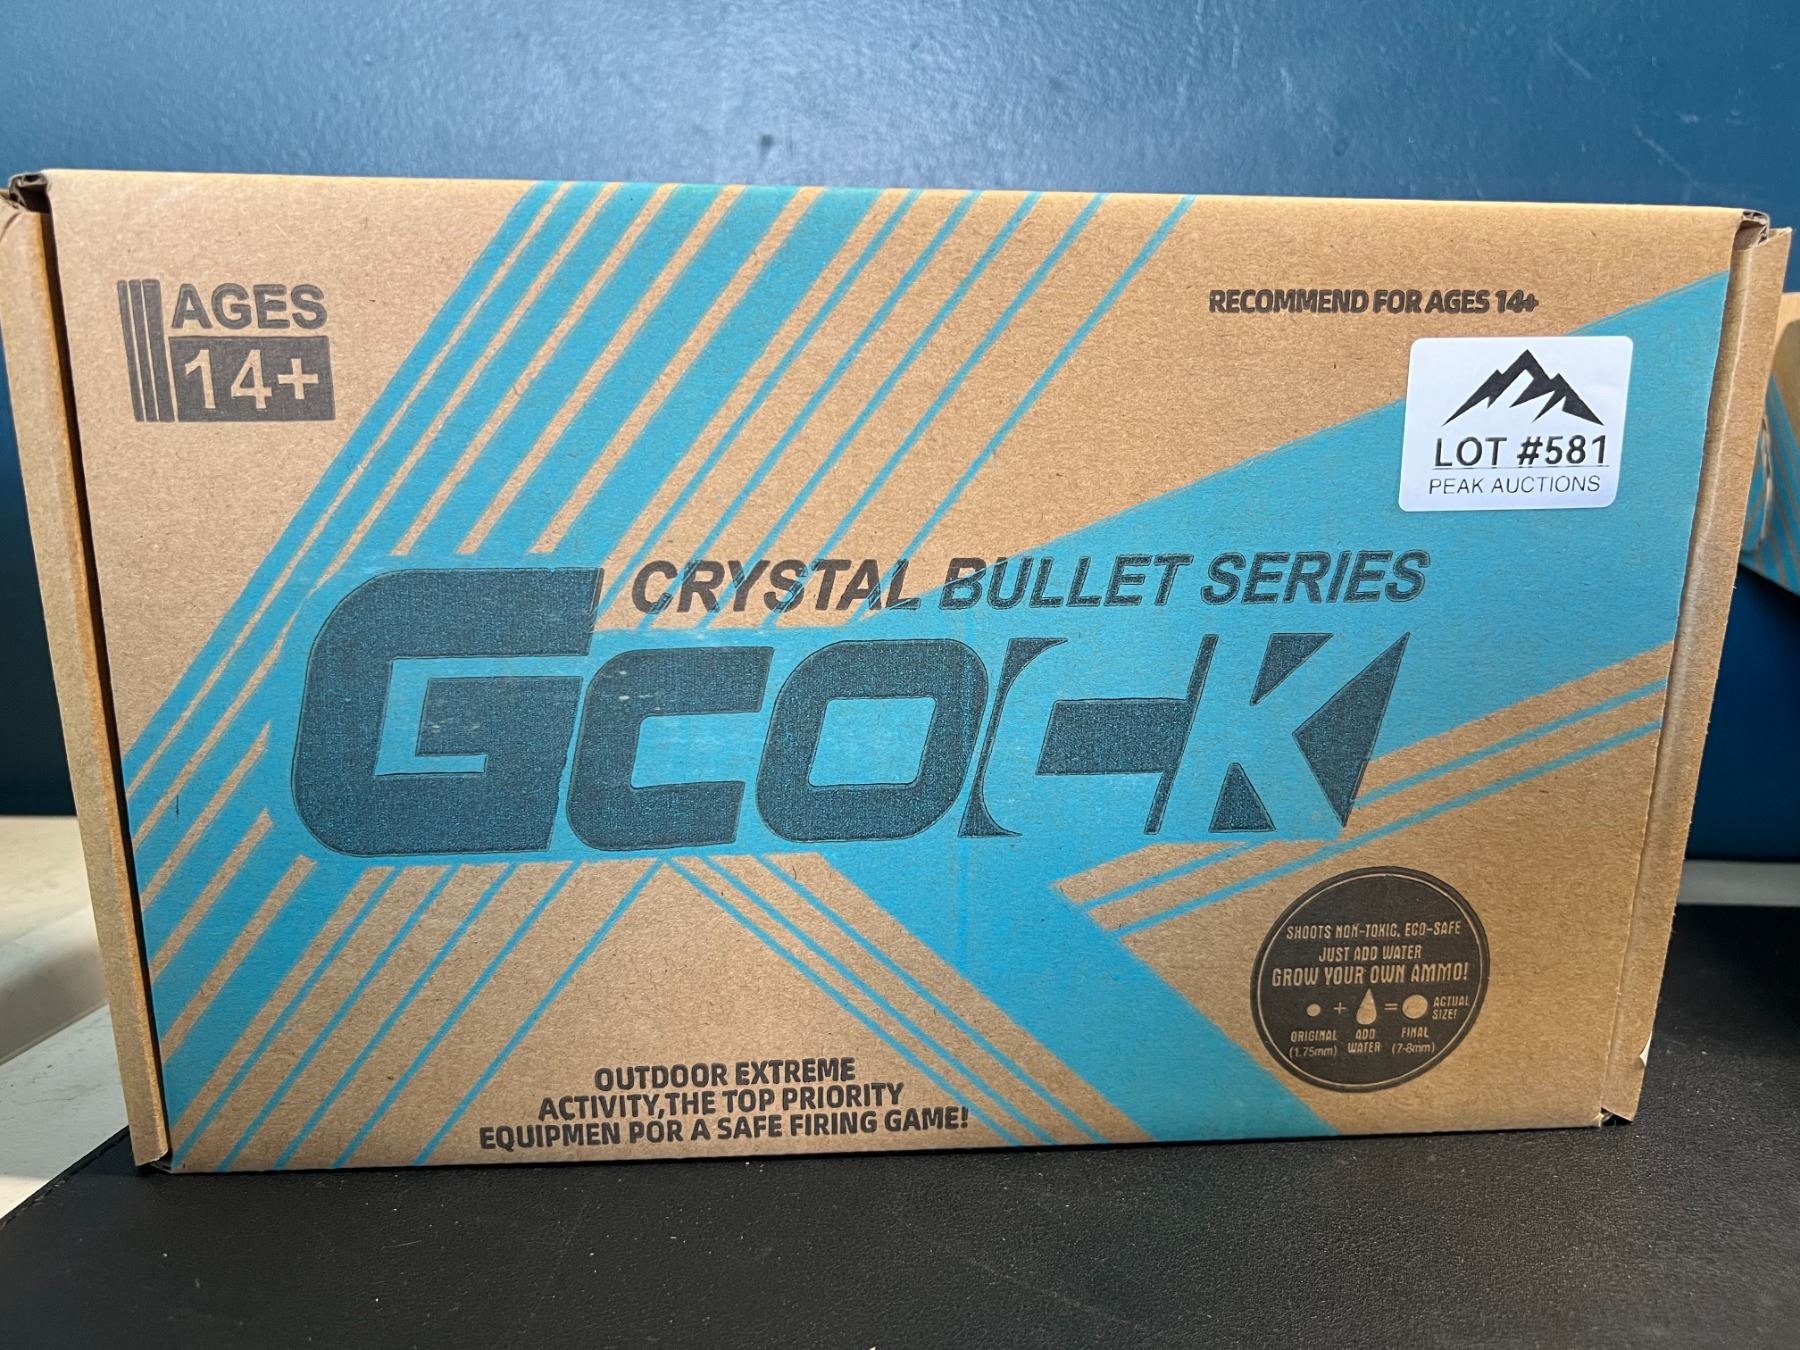 AGES
14+
RECOMMEND FOR AGES 14+
LOT #581
PEAK AUCTIONS
CRYSTAL BULLET SERIES
GCOCK
SHOOTS NON-TOXIC, ECO-SAFE
JUST ADD WATER
GROW YOUR OWN AMMO!
+ = ACTUAL SIZE!
ORIGINAL ADD FINAL
(1.75mm) WATER (7-8mm)
OUTDOOR EXTREME
ACTIVITY,THE TOP PRIORITY
EQUIPMEN POR A SAFE FIRING GAME!